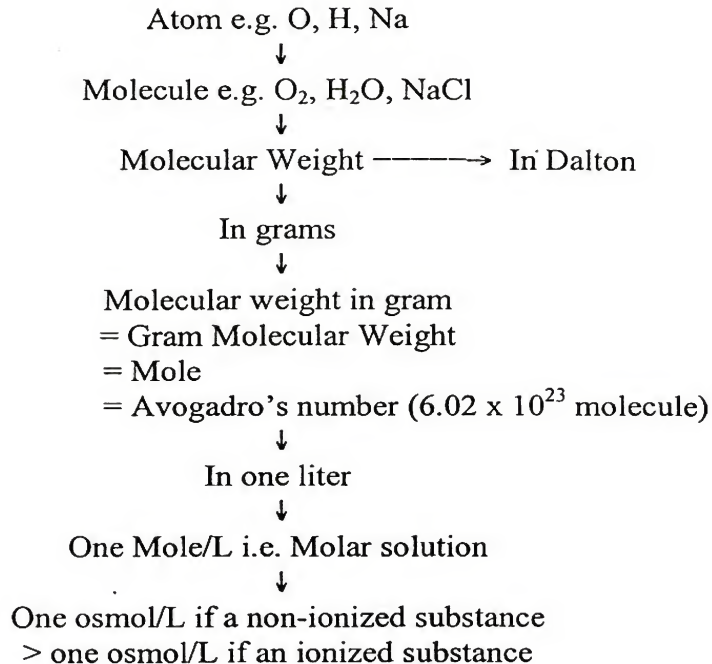 Atom e.g. O, H, Na
↓
Molecule e.g. O₂, H₂O, NaCl
↓
Molecular Weight ———→ In Dalton
↓
In grams
↓
Molecular weight in gram
= Gram Molecular Weight
= Mole
= Avogadro's number (6.02 x 10²³ molecule)
↓
In one liter
↓
One Mole/L i.e. Molar solution
↓
One osmol/L if a non-ionized substance
> one osmol/L if an ionized substance